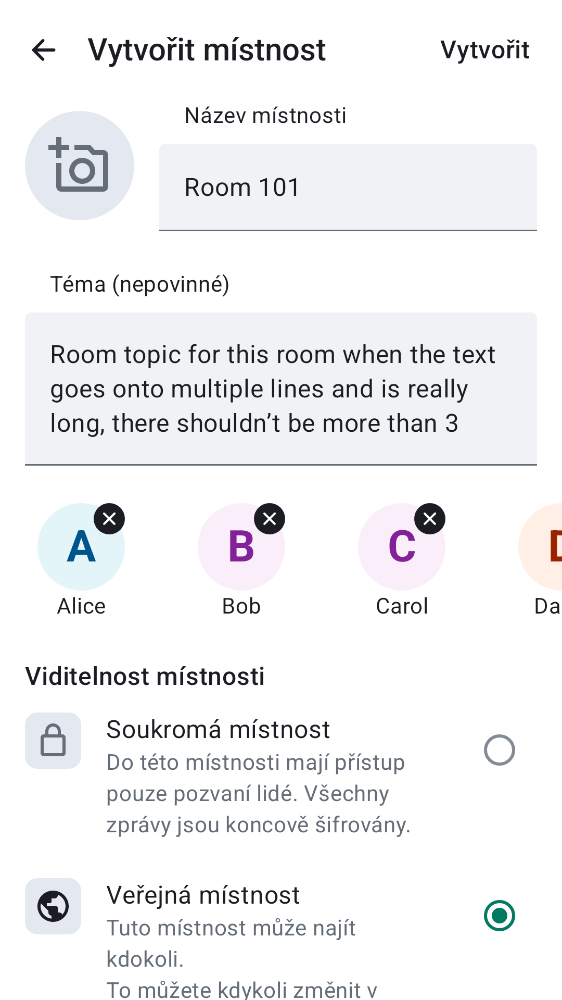 Vytvořit místnost
Vytvořit
Název místnosti
Room 101
Téma (nepovinné)
Room topic for this room when the text
goes onto multiple lines and is really
long, there shouldn’t be more than 3
A
B
C
D
Alice
Bob
Carol
Da
Viditelnost místnosti
Soukromá místnost
Do této místnosti mají přístup
pouze pozvaní lidé. Všechny
zprávy jsou koncově šifrovány.
Veřejná místnost
Tuto místnost může najít
kdokoli.
To můžete kdykoli změnit v